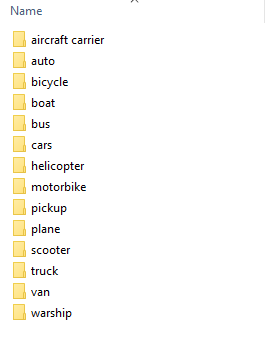 Name
aircraft carrier
auto
bicycle
boat
bus
cars
helicopter
motorbike
pickup
plane
scooter
truck
van
warship